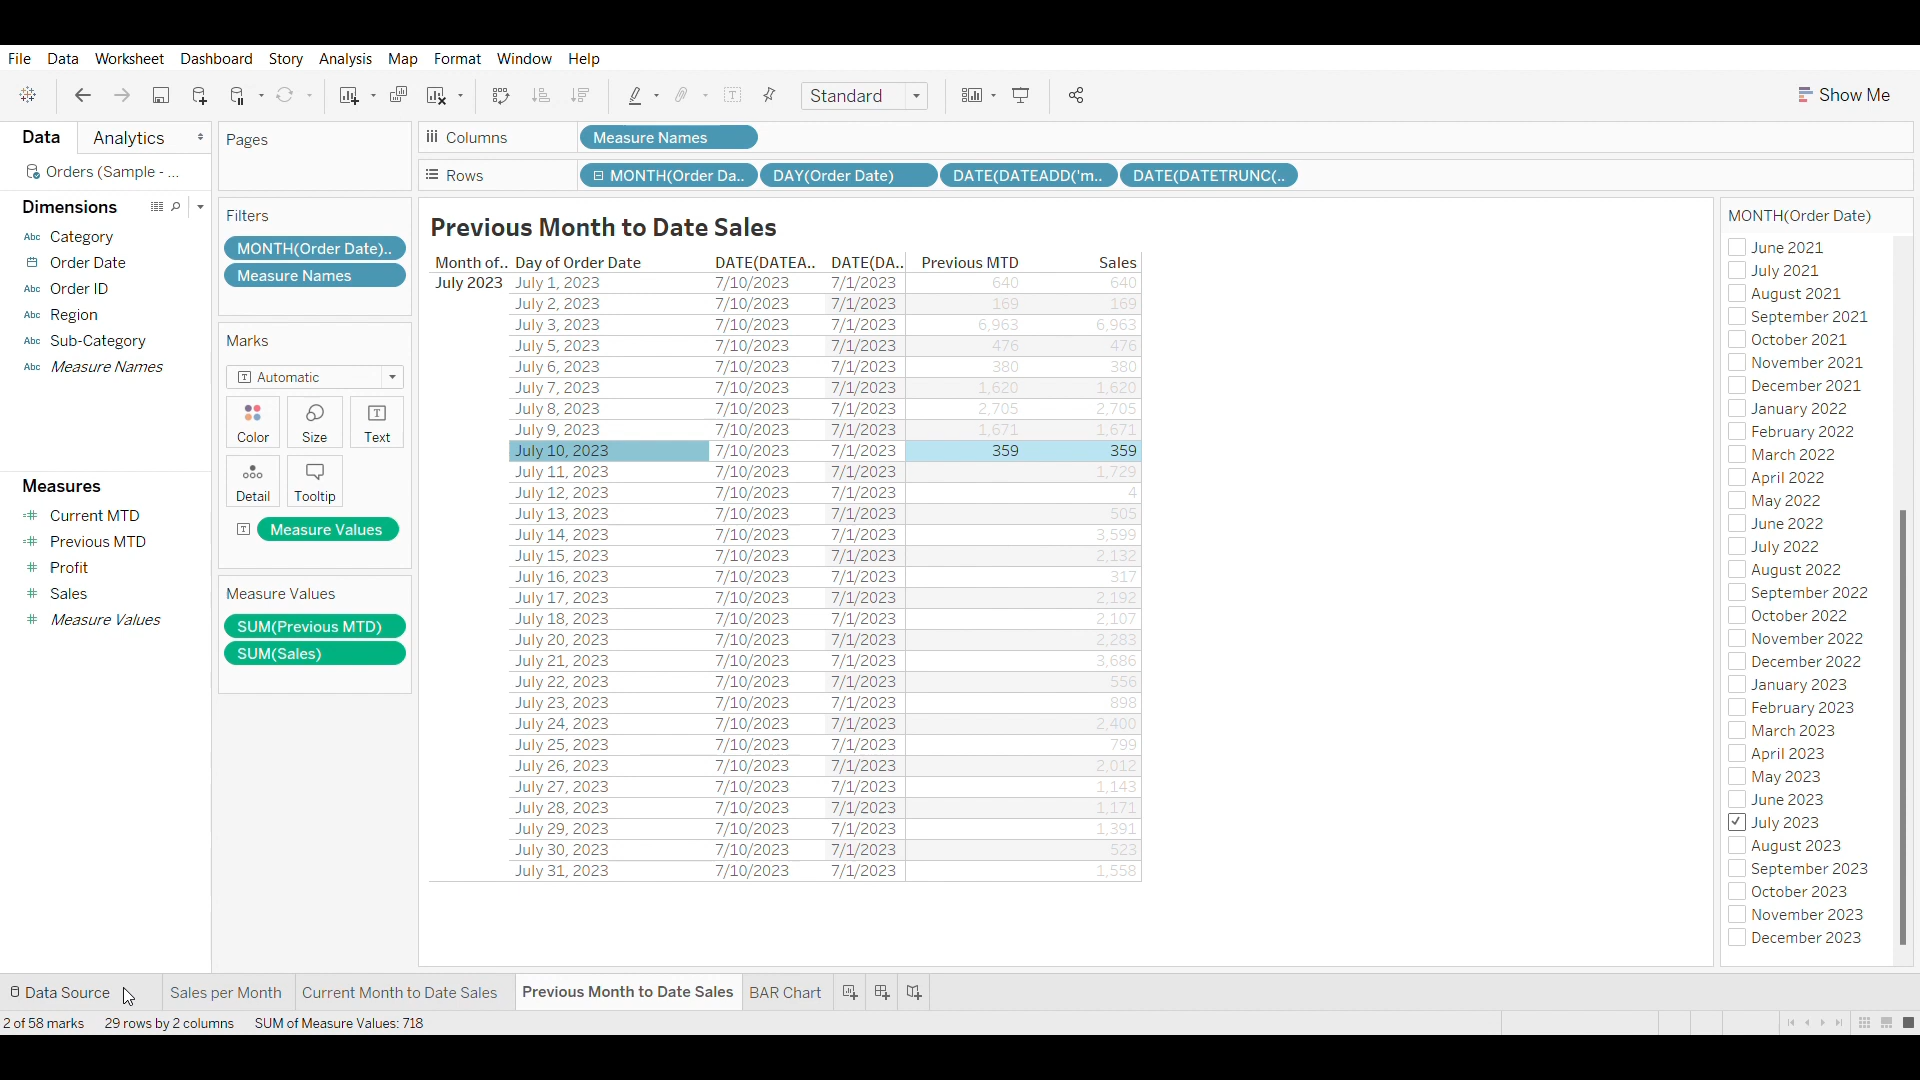 File Data Worksheet Dashboard Story Analysis Map Format Window Help
Standard
Show Me
Data Analytics
Orders (Sample - ...
Dimensions
Abc Category
Order Date
Abc Order ID
Abc Region
Abc Sub-Category
Abc Measure Names
Measures
Current MTD
Previous MTD
Profit
Sales
Measure Values
Pages
Filters
MONTH(Order Date)..
Measure Names
Marks
Automatic
Color Size Text
Detail Tooltip
Measure Values
Measure Values
SUM(Previous MTD)
SUM(Sales)
Columns Measure Names
Rows MONTH(Order Da.. DAY(Order Date) DATE(DATEADD('m.. DATE(DATETRUNC(..
Previous Month to Date Sales
Month of.. Day of Order Date DATE(DATEA.. DATE(DA.. Previous MTD Sales
July 2023 July 1, 2023 7/10/2023 7/1/2023 640 640
July 2, 2023 7/10/2023 7/1/2023 169 169
July 3, 2023 7/10/2023 7/1/2023 6,963 6,963
July 5, 2023 7/10/2023 7/1/2023 476 476
July 6, 2023 7/10/2023 7/1/2023 380 380
July 7, 2023 7/10/2023 7/1/2023 1,620 1,620
July 8, 2023 7/10/2023 7/1/2023 2,705 2,705
July 9, 2023 7/10/2023 7/1/2023 1,671 1,671
July 10, 2023 7/10/2023 7/1/2023 359 359
July 11, 2023 7/10/2023 7/1/2023 1,729
July 12, 2023 7/10/2023 7/1/2023 4
July 13, 2023 7/10/2023 7/1/2023 505
July 14, 2023 7/10/2023 7/1/2023 3,599
July 15, 2023 7/10/2023 7/1/2023 2,132
July 16, 2023 7/10/2023 7/1/2023 317
July 17, 2023 7/10/2023 7/1/2023 2,192
July 18, 2023 7/10/2023 7/1/2023 2,107
July 20, 2023 7/10/2023 7/1/2023 2,283
July 21, 2023 7/10/2023 7/1/2023 3,686
July 22, 2023 7/10/2023 7/1/2023 556
July 23, 2023 7/10/2023 7/1/2023 898
July 24, 2023 7/10/2023 7/1/2023 2,400
July 25, 2023 7/10/2023 7/1/2023 799
July 26, 2023 7/10/2023 7/1/2023 2,012
July 27, 2023 7/10/2023 7/1/2023 1,143
July 28, 2023 7/10/2023 7/1/2023 1,171
July 29, 2023 7/10/2023 7/1/2023 1,391
July 30, 2023 7/10/2023 7/1/2023 523
July 31, 2023 7/10/2023 7/1/2023 1,558
MONTH(Order Date)
June 2021
July 2021
August 2021
September 2021
October 2021
November 2021
December 2021
January 2022
February 2022
March 2022
April 2022
May 2022
June 2022
July 2022
August 2022
September 2022
October 2022
November 2022
December 2022
January 2023
February 2023
March 2023
April 2023
May 2023
June 2023
July 2023
August 2023
September 2023
October 2023
November 2023
December 2023
Data Source Sales per Month Current Month to Date Sales Previous Month to Date Sales BAR Chart
2 of 58 marks 29 rows by 2 columns SUM of Measure Values: 718